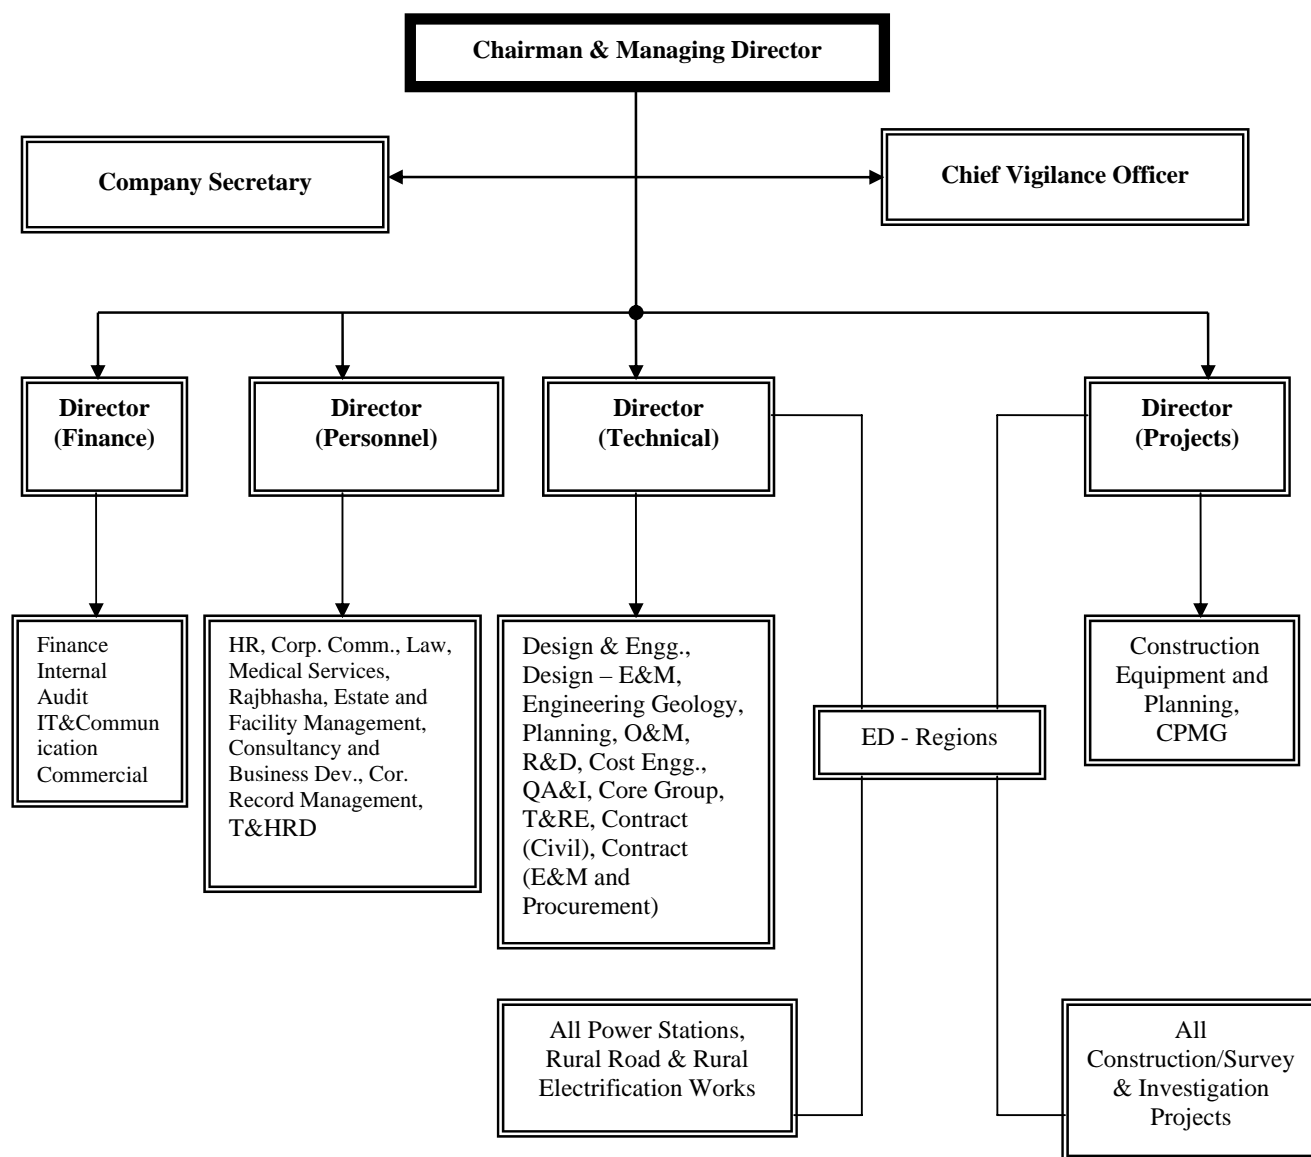 Chairman & Managing Director
Company Secretary
Chief Vigilance Officer
Director
(Finance)
Director
(Personnel)
Director
(Technical)
Director
(Projects)
Finance
Internal
Audit
IT&Commun
ication
Commercial
HR, Corp. Comm., Law,
Medical Services,
Rajbhasha, Estate and
Facility Management,
Consultancy and
Business Dev., Cor.
Record Management,
T&HRD
Design & Engg.,
Design – E&M,
Engineering Geology,
Planning, O&M,
R&D, Cost Engg.,
QA&I, Core Group,
T&RE, Contract
(Civil), Contract
(E&M and
Procurement)
ED - Regions
Construction
Equipment and
Planning,
CPMG
All Power Stations,
Rural Road & Rural
Electrification Works
All
Construction/Survey
& Investigation
Projects